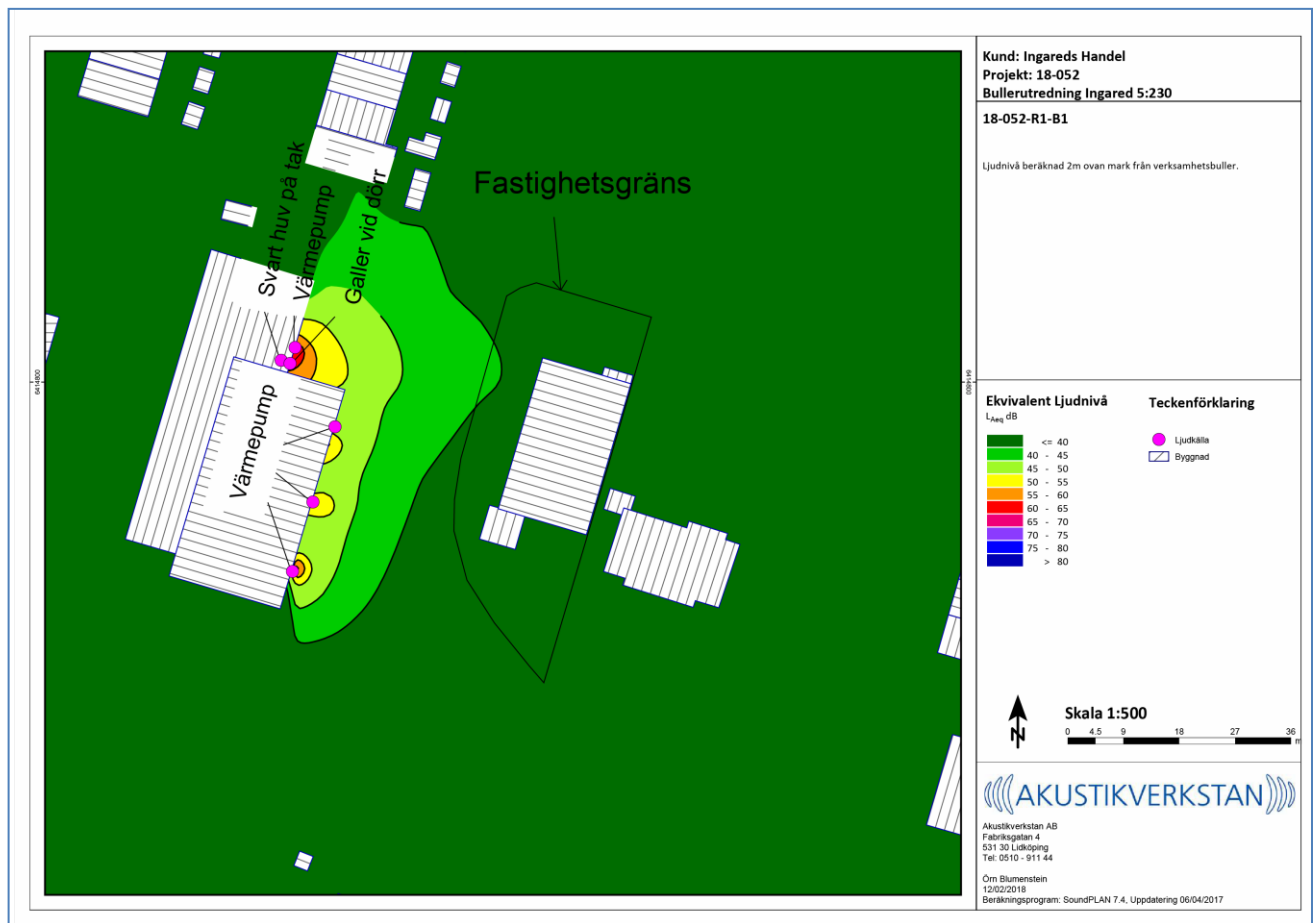 Svart huv på tak
Värmepump
Galler vid dörr
Fastighetsgräns
Värmepump
6414800
6414800
Kund: Ingareds Handel
Projekt: 18-052
Bullerutredning Ingared 5:230
18-052-R1-B1
Ljudnivå beräknad 2m ovan mark från verksamhetsbuller.
Ekvivalent Ljudnivå
LAeq dB
<= 40
40 - 45
45 - 50
50 - 55
55 - 60
60 - 65
65 - 70
70 - 75
75 - 80
> 80
Teckenförklaring
Ljudkälla
Byggnad
N
Skala 1:500
0 4.5 9 18 27 36
m
AKUSTIKVERKSTAN
Akustikverkstan AB
Fabriksgatan 4
531 30 Lidköping
Tel: 0510 - 911 44
Örn Blumenstein
12/02/2018
Beräkningsprogram: SoundPLAN 7.4, Uppdatering 06/04/2017